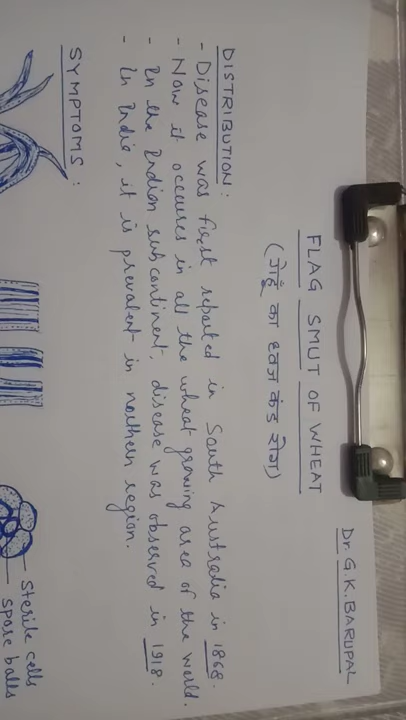 Dr. G.K. BARUPAL
FLAG SMUT OF WHEAT
(गेहूं का ध्वज कंड रोग)
DISTRIBUTION :
- Disease was first reported in South Australia in 1868.
- Now it occures in all the wheat growing area of the world.
- In the Indian subcontinent, disease was observed in 1918.
- In India, it is prevalent in northern region.
SYMPTOMS :
Sterile cells
spore balls